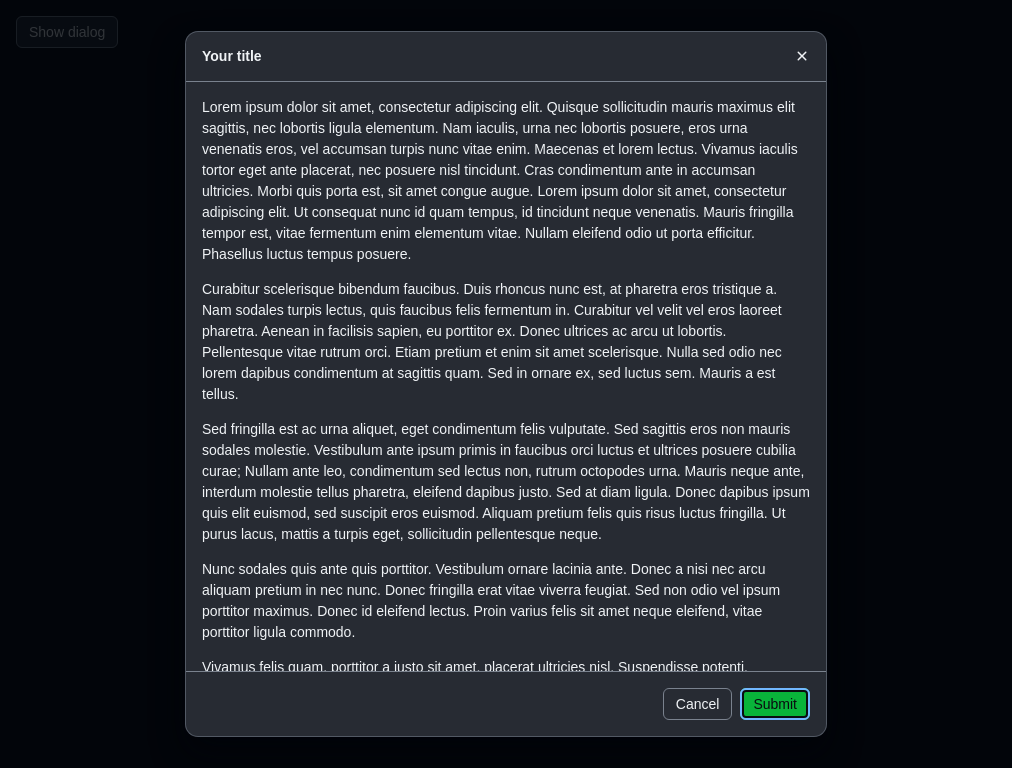 Show dialog
Your title
Lorem ipsum dolor sit amet, consectetur adipiscing elit. Quisque sollicitudin mauris maximus elit
sagittis, nec lobortis ligula elementum. Nam iaculis, urna nec lobortis posuere, eros urna
venenatis eros, vel accumsan turpis nunc vitae enim. Maecenas et lorem lectus. Vivamus iaculis
tortor eget ante placerat, nec posuere nisl tincidunt. Cras condimentum ante in accumsan
ultricies. Morbi quis porta est, sit amet congue augue. Lorem ipsum dolor sit amet, consectetur
adipiscing elit. Ut consequat nunc id quam tempus, id tincidunt neque venenatis. Mauris fringilla
tempor est, vitae fermentum enim elementum vitae. Nullam eleifend odio ut porta efficitur.
Phasellus luctus tempus posuere.
Curabitur scelerisque bibendum faucibus. Duis rhoncus nunc est, at pharetra eros tristique a.
Nam sodales turpis lectus, quis faucibus felis fermentum in. Curabitur vel velit vel eros laoreet
pharetra. Aenean in facilisis sapien, eu porttitor ex. Donec ultrices ac arcu ut lobortis.
Pellentesque vitae rutrum orci. Etiam pretium et enim sit amet scelerisque. Nulla sed odio nec
lorem dapibus condimentum at sagittis quam. Sed in ornare ex, sed luctus sem. Mauris a est
tellus.
Sed fringilla est ac urna aliquet, eget condimentum felis vulputate. Sed sagittis eros non mauris
sodales molestie. Vestibulum ante ipsum primis in faucibus orci luctus et ultrices posuere cubilia
curae; Nullam ante leo, condimentum sed lectus non, rutrum octopodes urna. Mauris neque ante,
interdum molestie tellus pharetra, eleifend dapibus justo. Sed at diam ligula. Donec dapibus ipsum
quis elit euismod, sed suscipit eros euismod. Aliquam pretium felis quis risus luctus fringilla. Ut
purus lacus, mattis a turpis eget, sollicitudin pellentesque neque.
Nunc sodales quis ante quis porttitor. Vestibulum ornare lacinia ante. Donec a nisi nec arcu
aliquam pretium in nec nunc. Donec fringilla erat vitae viverra feugiat. Sed non odio vel ipsum
porttitor maximus. Donec id eleifend lectus. Proin varius felis sit amet neque eleifend, vitae
porttitor ligula commodo.
Vivamus felis quam, porttitor a justo sit amet, placerat ultricies nisl. Suspendisse potenti.
Cancel
Submit